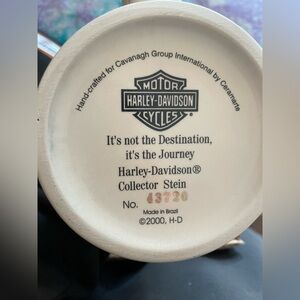 Hand-crafted for Cavanagh Group International by Ceramarte
MOTOR
HARLEY-DAVIDSON
CYCLES
It's not the Destination,
it's the Journey
Harley-Davidson®
Collector Stein
No. 43726
Made in Brazil
©2000, H-D